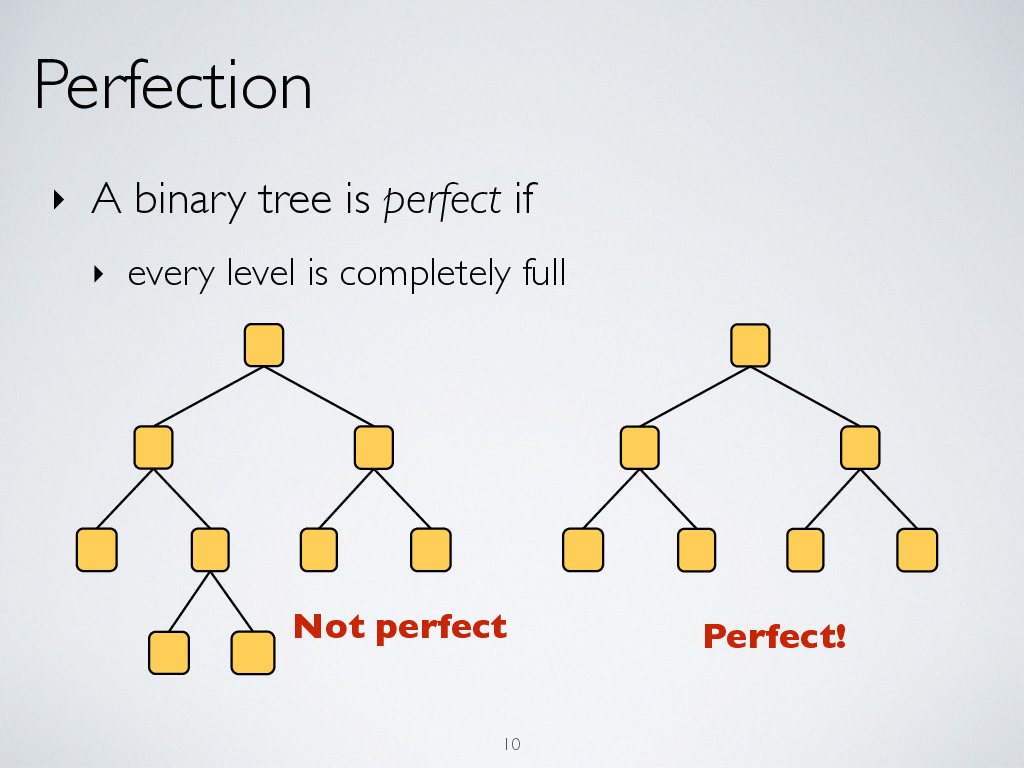 Perfection
‣ A binary tree is perfect if
‣ every level is completely full
Not perfect
Perfect!
10